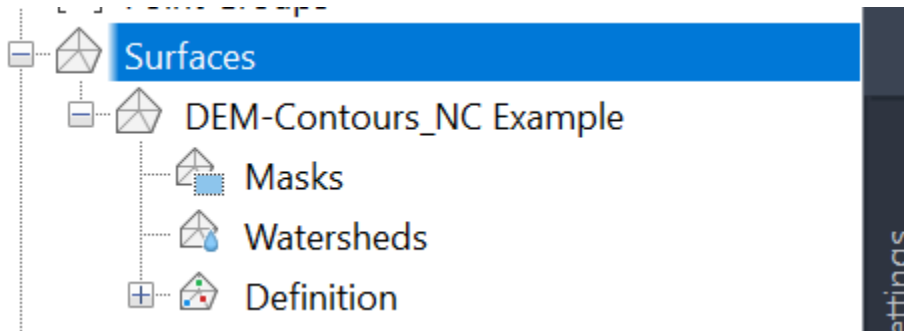 Surfaces
DEM-Contours_NC Example
Masks
Watersheds
Definition